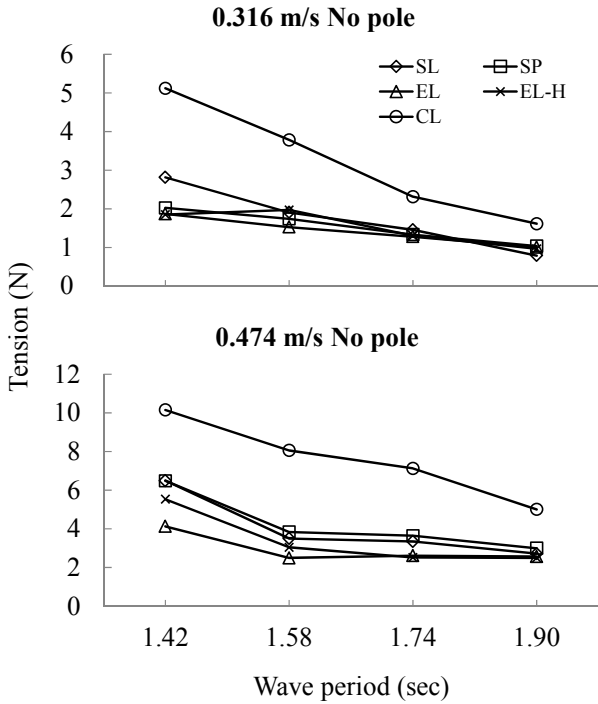 0.316 m/s No pole
6
5
4
3
2
1
0
SL SP
EL EL-H
CL
Tension (N)
0.474 m/s No pole
12
10
8
6
4
2
0
1.42 1.58 1.74 1.90
Wave period (sec)